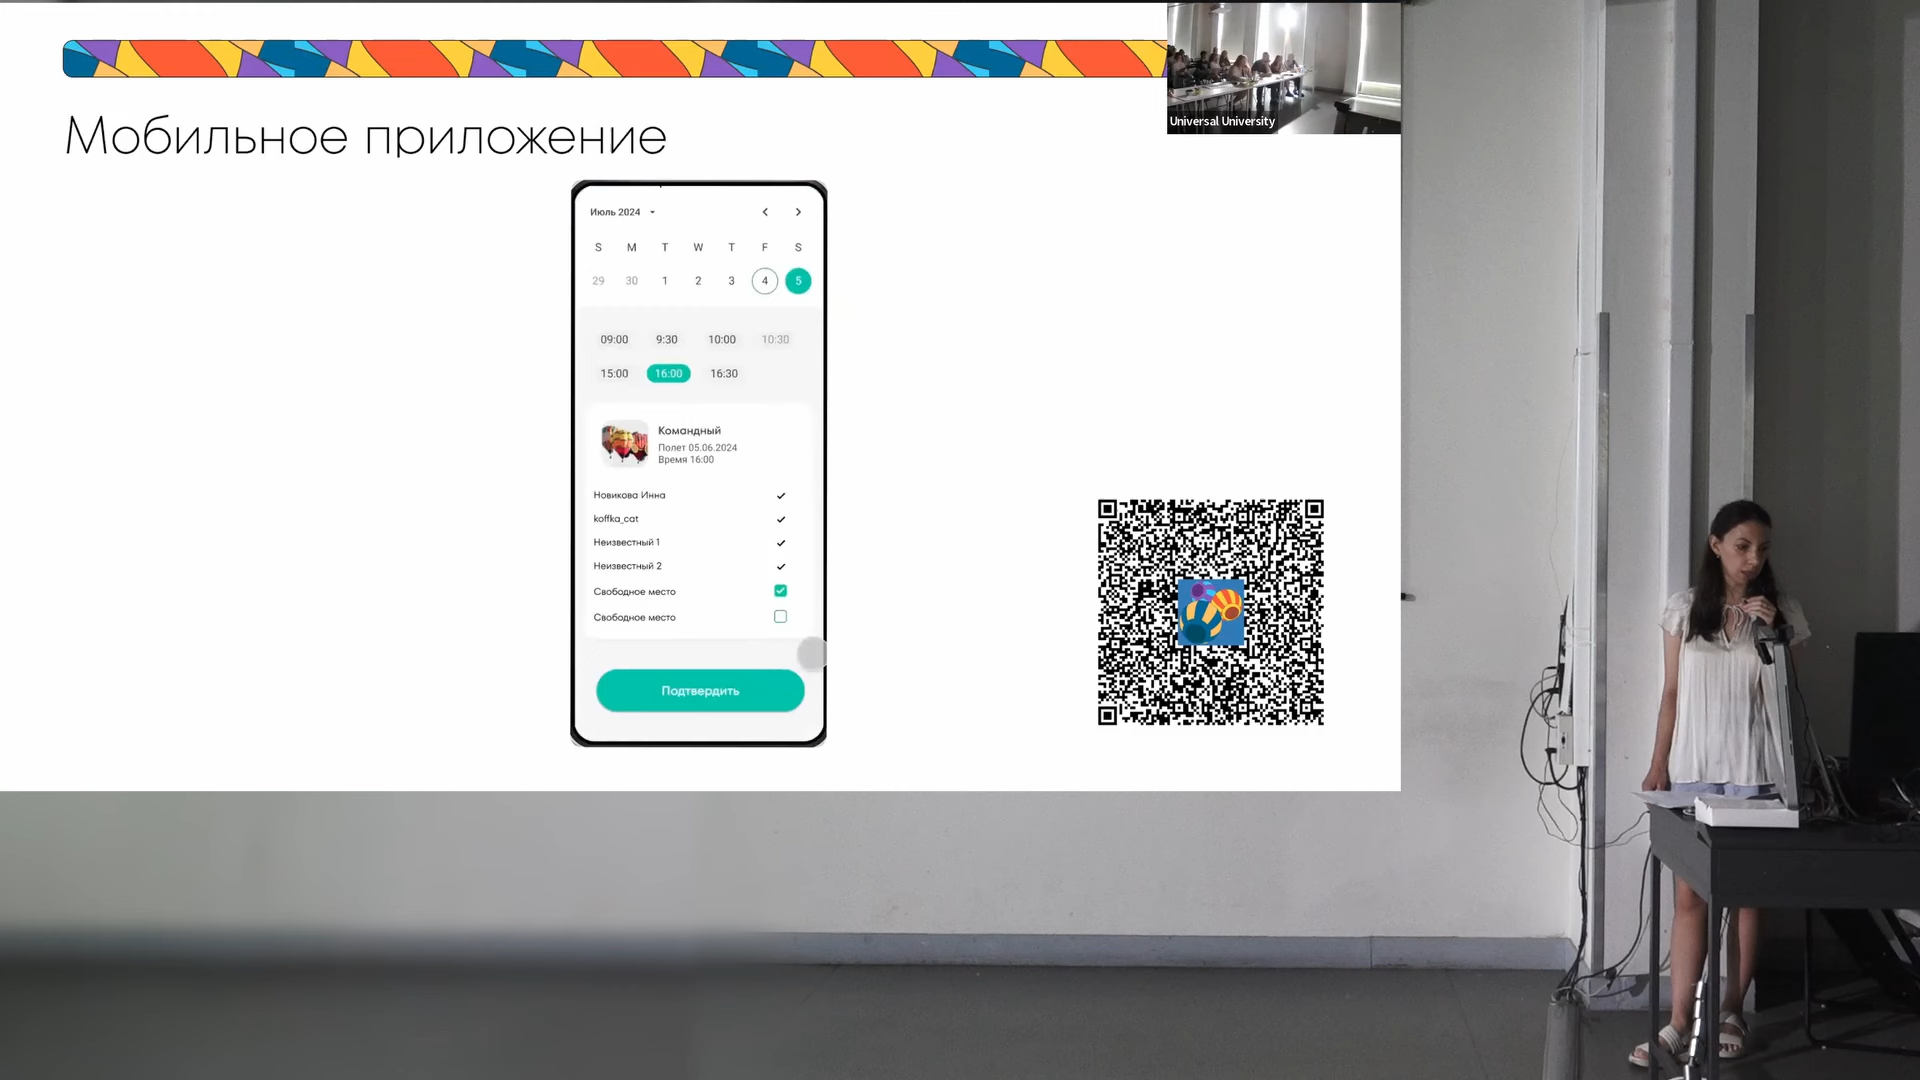 Universal University
Мобильное приложение
Июль 2024
S M T W T F S
29 30 1 2 3 4 5
09:00 9:30 10:00 10:30
15:00 16:00 16:30
Командный
Полет 05.06.2024
Время 16:00
Новикова Инна
koffka_cat
Неизвестный 1
Неизвестный 2
Свободное место
Свободное место
Подтвердить